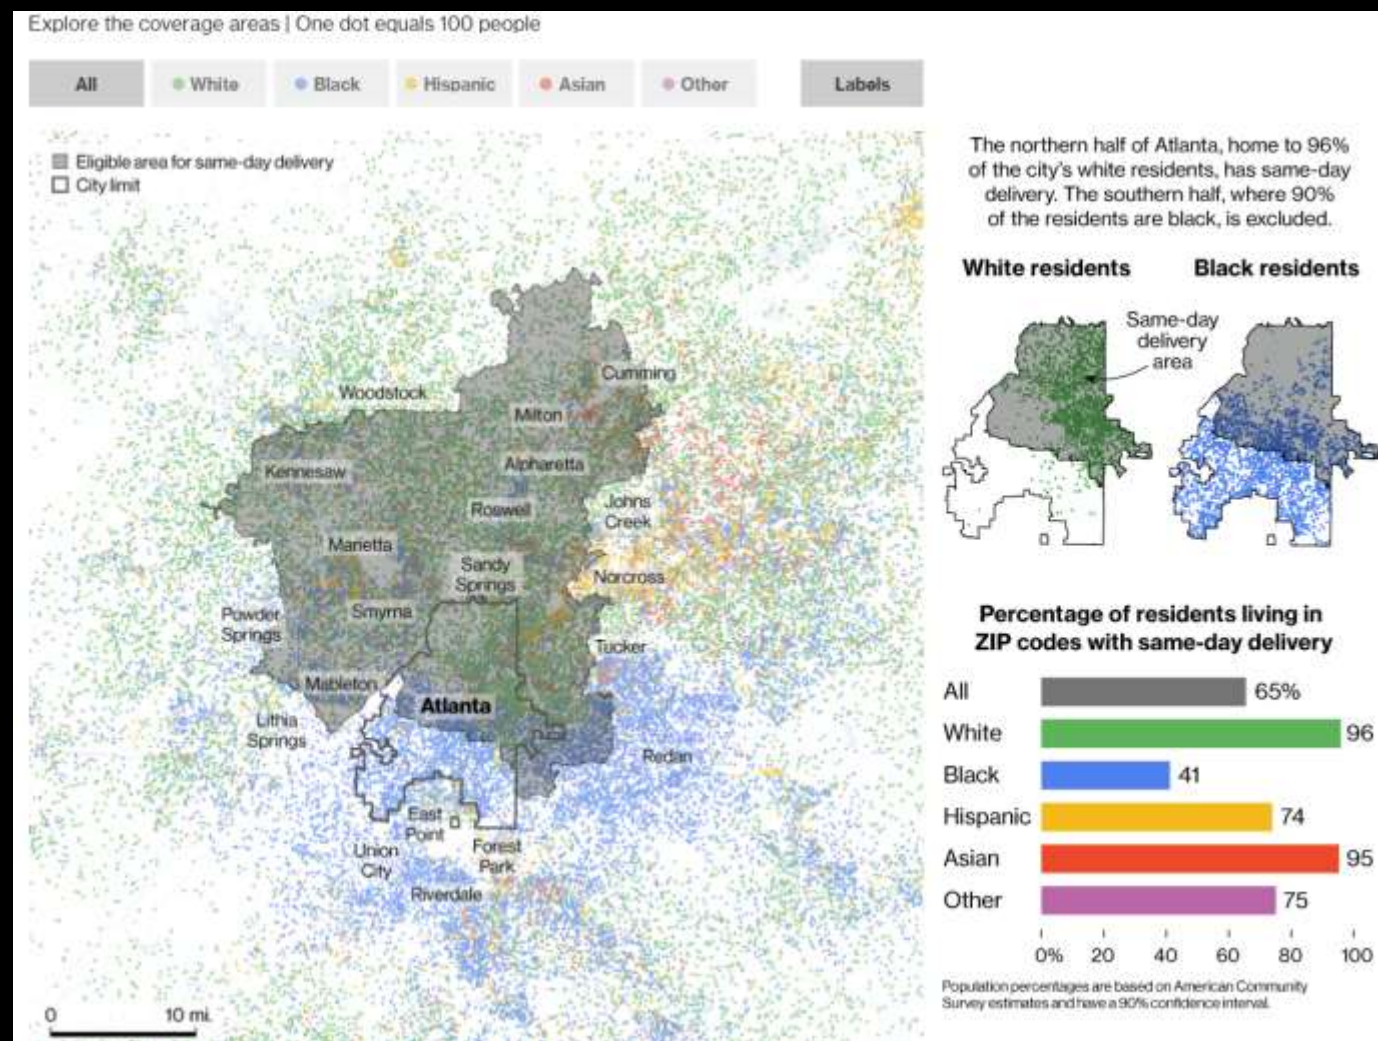 Explore the coverage areas | One dot equals 100 people
All
White
Black
Hispanic
Asian
Other
Labels
Eligible area for same-day delivery
City limit
Cumming
Woodstock
Milton
Kennesaw
Alpharetta
Roswell
Johns
Creek
Marietta
Sandy
Springs
Norcross
Smyrna
Powder
Springs
Tucker
Mableton
Atlanta
Lithia
Springs
Redan
East
Point
Forest
Park
Union
City
Riverdale
0
10 mi.
The northern half of Atlanta, home to 96%
of the city's white residents, has same-day
delivery. The southern half, where 90%
of the residents are black, is excluded.
White residents
Black residents
Same-day
delivery
area
Percentage of residents living in
ZIP codes with same-day delivery
All 65%
White 96
Black 41
Hispanic 74
Asian 95
Other 75
0% 20 40 60 80 100
Population percentages are based on American Community
Survey estimates and have a 90% confidence interval.